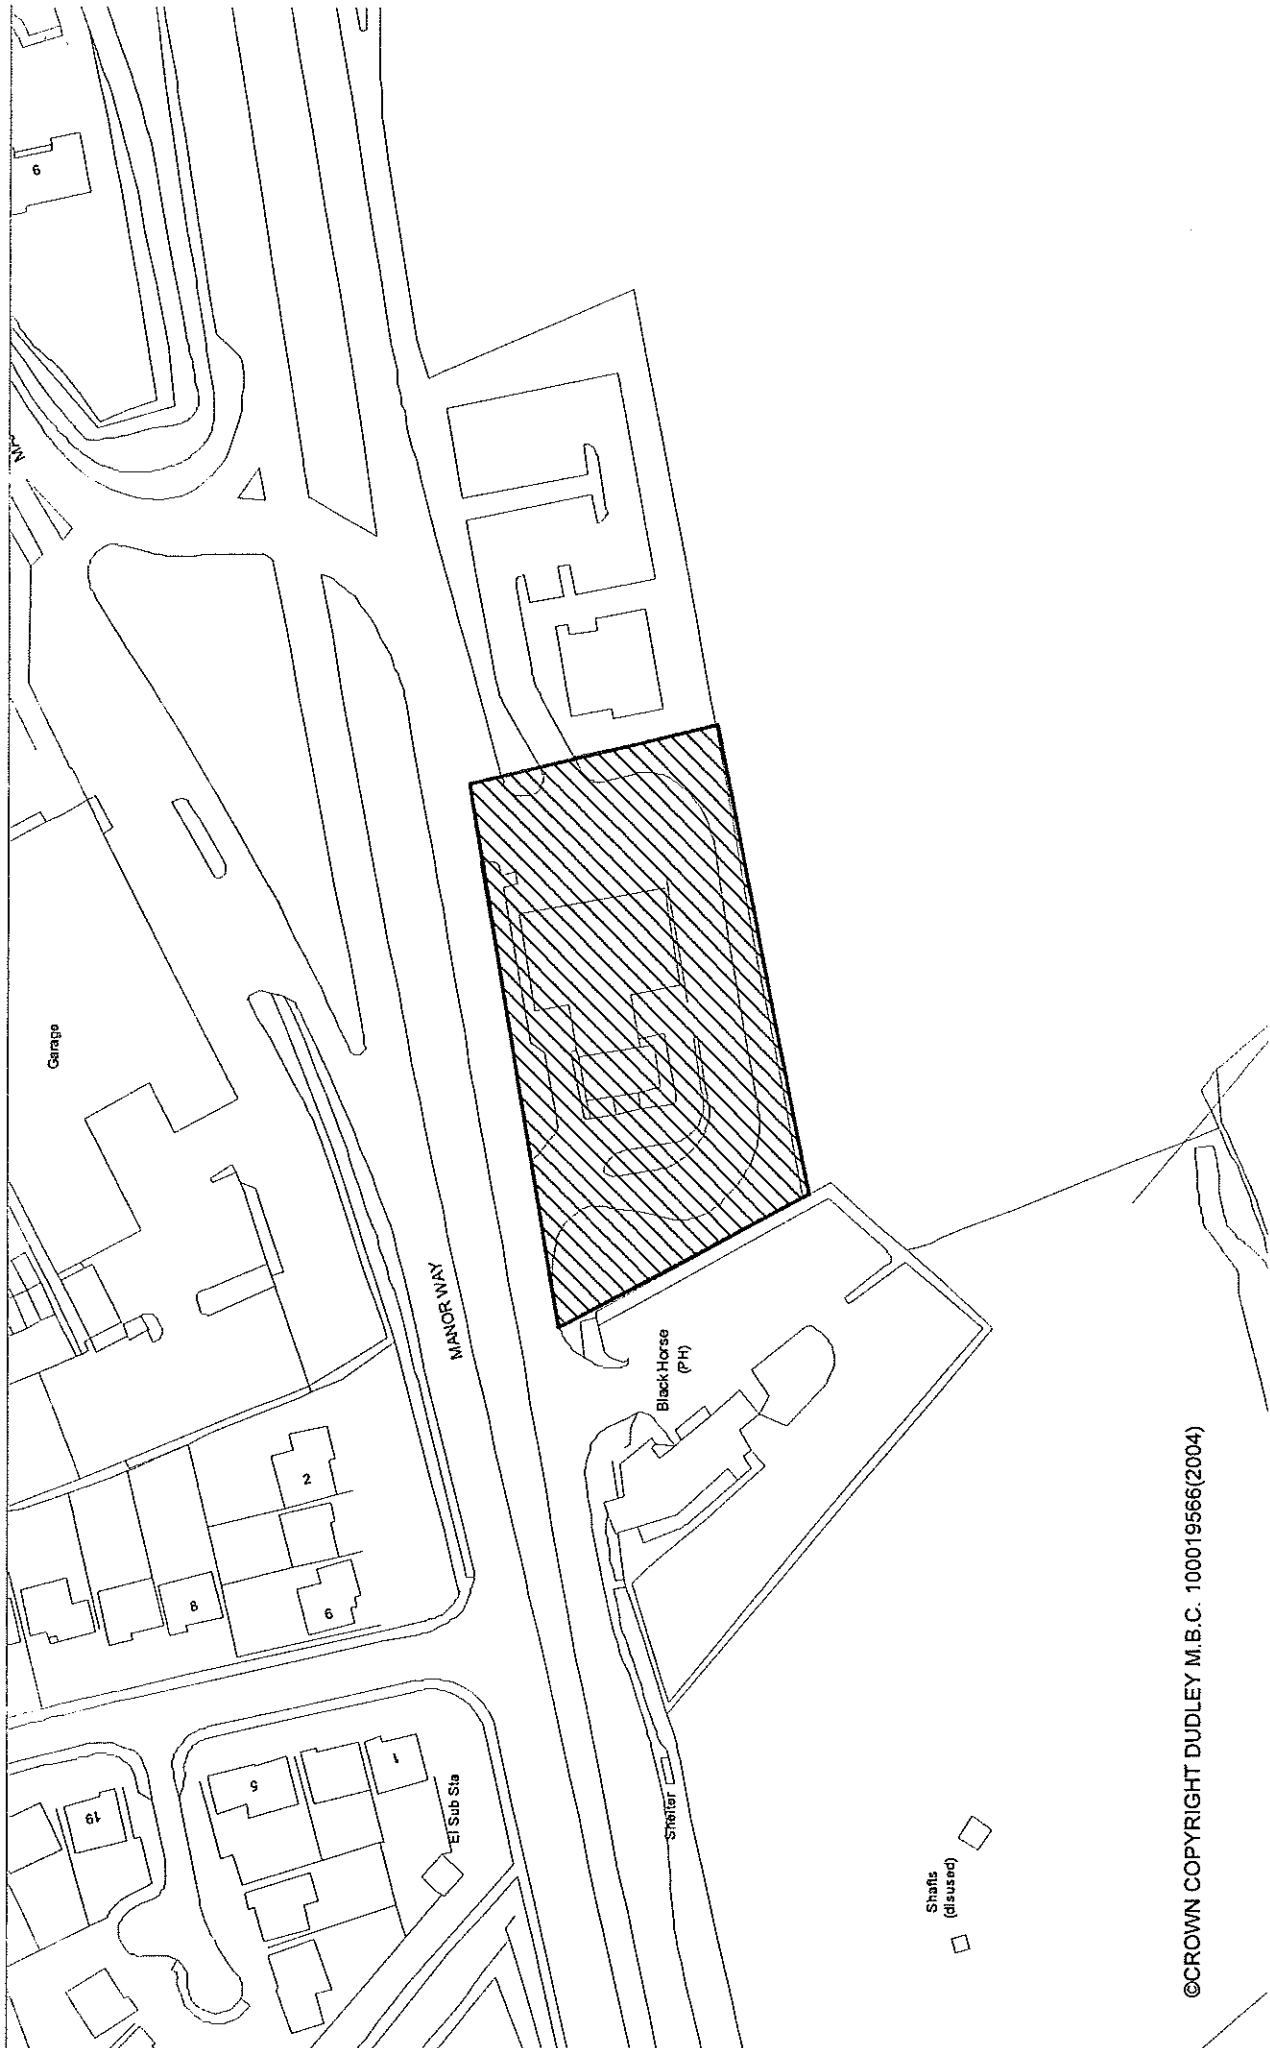 6
Garage
MANOR WAY
Black Horse
(PH)
2
8
6
5
1
19
El Sub Sta
Shelter
Shafts
(disused)
©CROWN COPYRIGHT DUDLEY M.B.C. 100019566(2004)